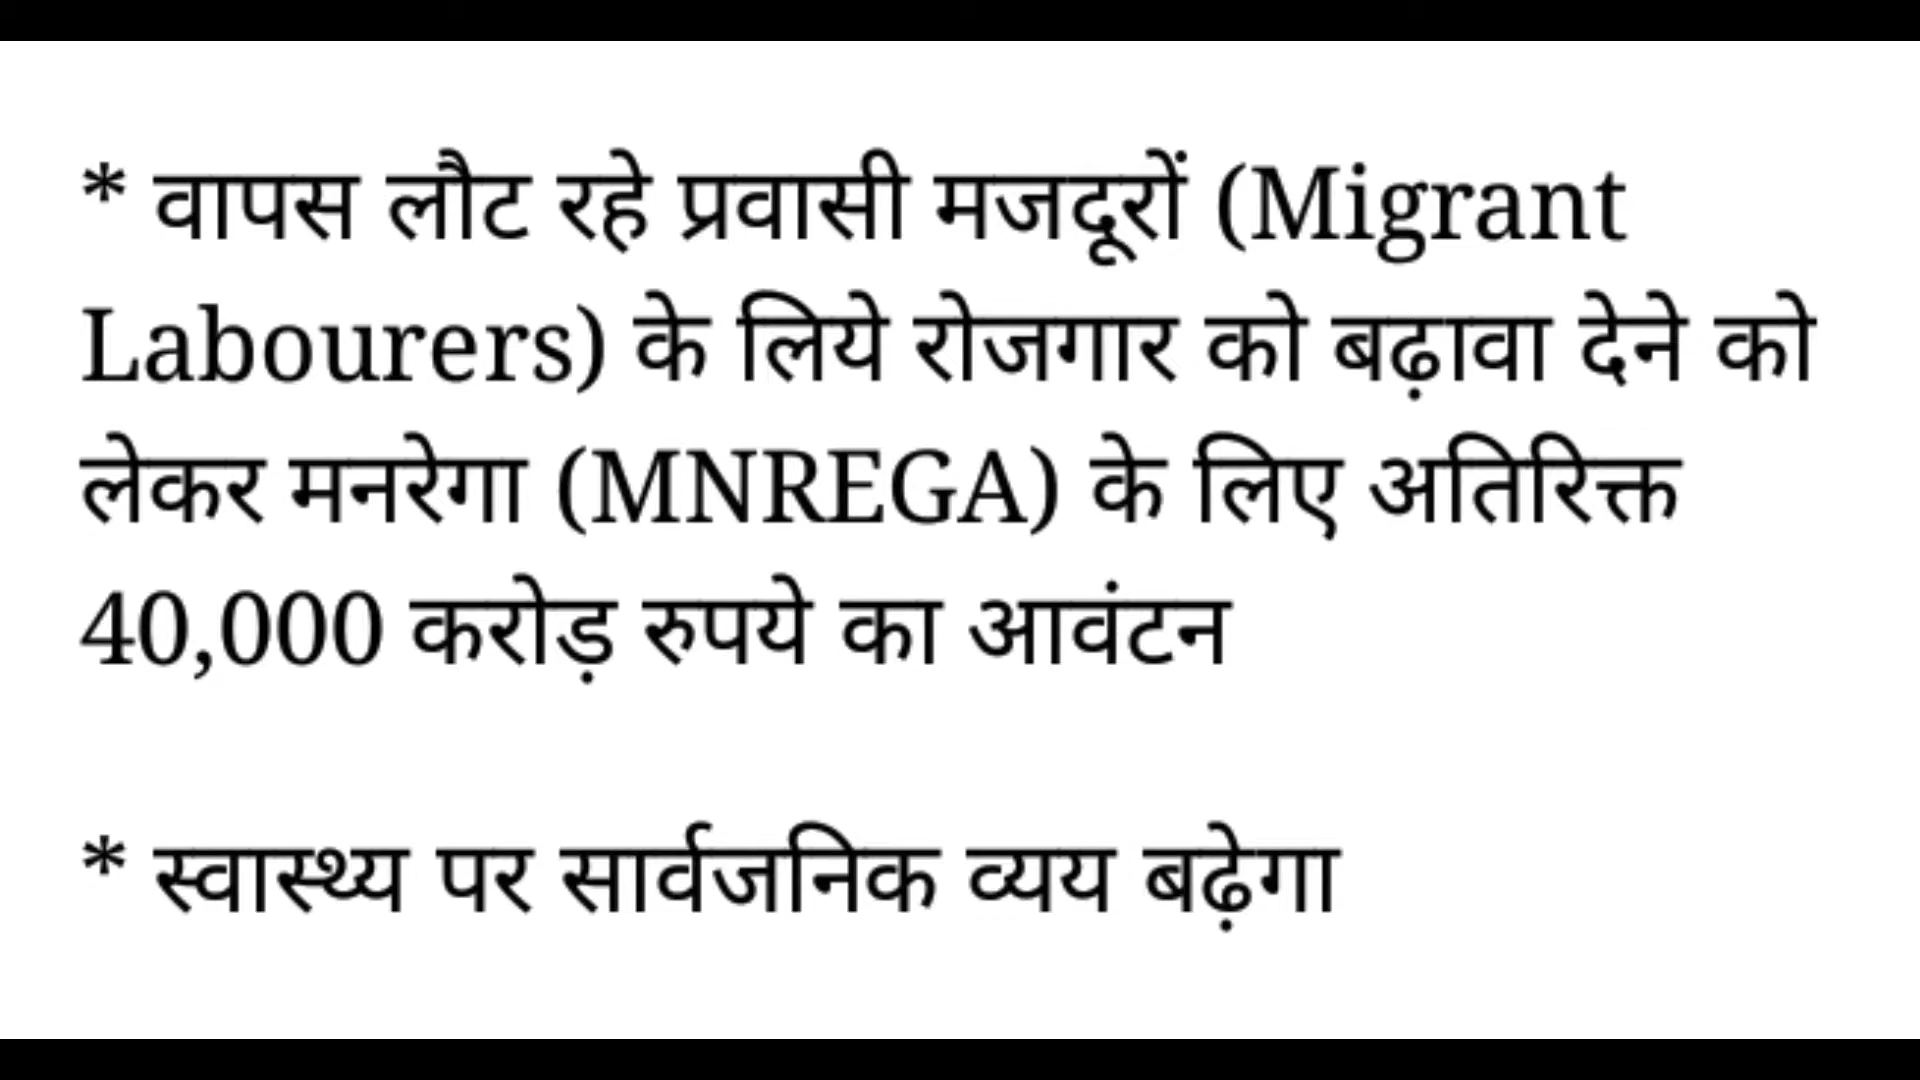 * वापस लौट रहे प्रवासी मजदूरों (Migrant
Labourers) के लिये रोजगार को बढ़ावा देने को
लेकर मनरेगा (MNREGA) के लिए अतिरिक्त
40,000 करोड़ रुपये का आवंटन
* स्वास्थ्य पर सार्वजनिक व्यय बढ़ेगा